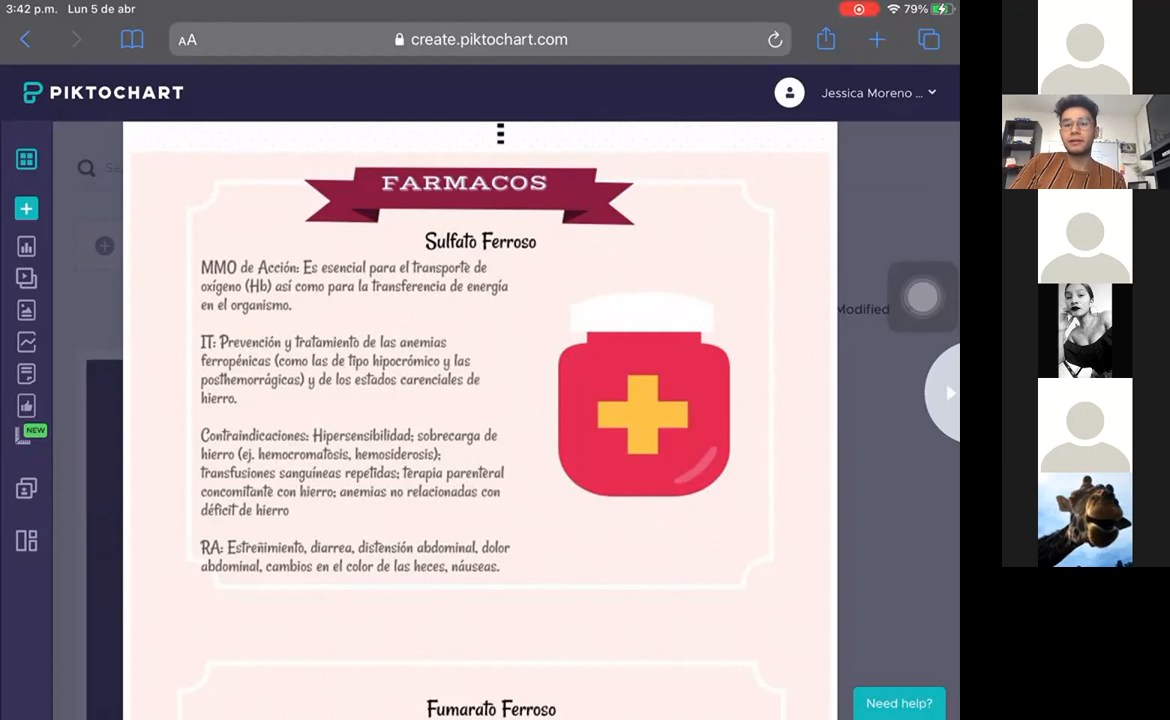 3:42 p.m. Lun 5 de abr
79%
AA
create.piktochart.com
PIKTOCHART
Jessica Moreno ...
FARMACOS
Sulfato Ferroso
MMO de Acción: Es esencial para el transporte de
oxígeno (Hb) así como para la transferencia de energía
en el organismo.
IT: Prevención y tratamiento de las anemias
ferropénicas (como las de tipo hipocrómico y las
posthemorrágicas) y de los estados carenciales de
hierro.
Contraindicaciones: Hipersensibilidad; sobrecarga de
hierro (ej. hemocromatosis, hemosiderosis);
transfusiones sanguíneas repetidas; terapia parenteral
concomitante con hierro; anemias no relacionadas con
déficit de hierro
RA: Estreñimiento, diarrea, distensión abdominal, dolor
abdominal, cambios en el color de las heces, náuseas.
Modified
NEW
Fumarato Ferroso
Need help?